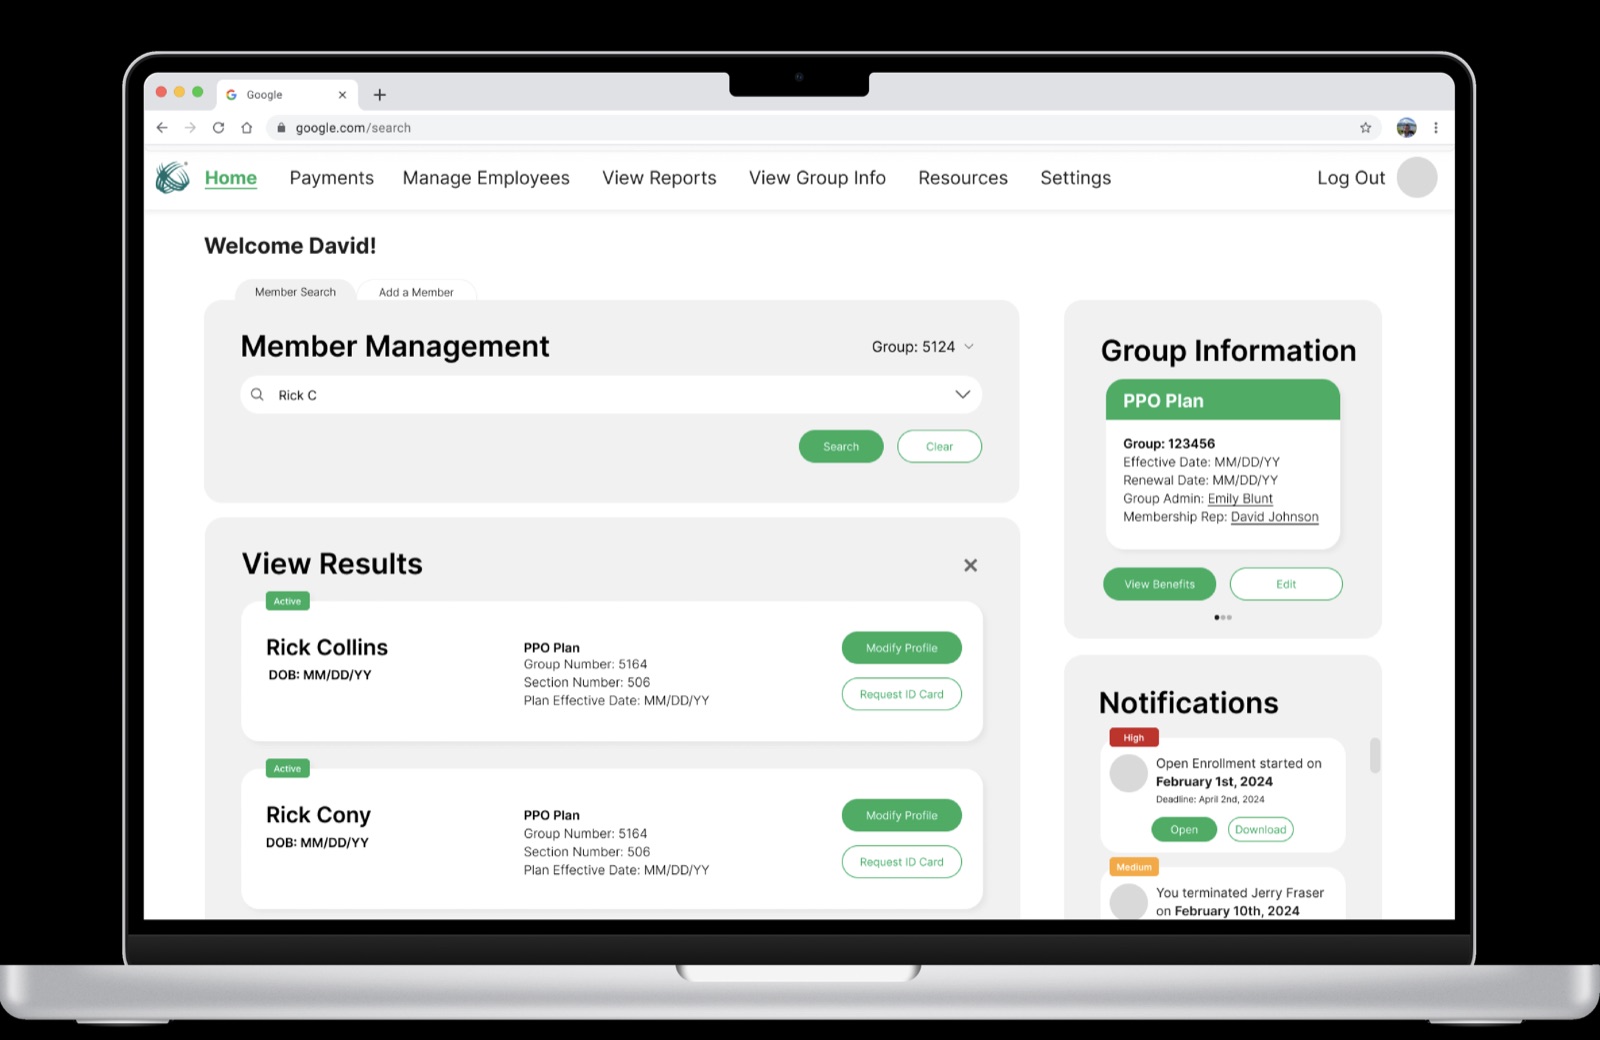 Google
google.com/search
Home Payments Manage Employees View Reports View Group Info Resources Settings Log Out
Welcome David!
Member Search Add a Member
Member Management
Group: 5124
Rick C
Search Clear
View Results
Active
Rick Collins
DOB: MM/DD/YY
PPO Plan
Group Number: 5164
Section Number: 506
Plan Effective Date: MM/DD/YY
Modify Profile
Request ID Card
Active
Rick Cony
DOB: MM/DD/YY
PPO Plan
Group Number: 5164
Section Number: 506
Plan Effective Date: MM/DD/YY
Modify Profile
Request ID Card
Group Information
PPO Plan
Group: 123456
Effective Date: MM/DD/YY
Renewal Date: MM/DD/YY
Group Admin: Emily Blunt
Membership Rep: David Johnson
View Benefits Edit
Notifications
High
Open Enrollment started on
February 1st, 2024
Deadline: April 2nd, 2024
Open Download
Medium
You terminated Jerry Fraser
on February 10th, 2024